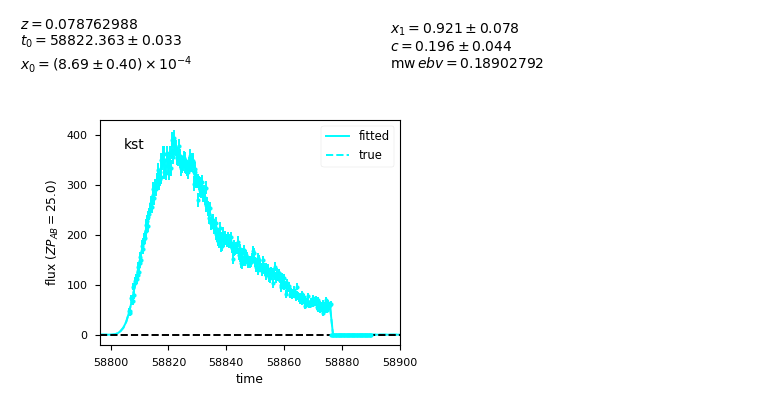 z = 0.078762988
t₀ = 58822.363 ± 0.033
x₀ = (8.69 ± 0.40) × 10⁻⁴
x₁ = 0.921 ± 0.078
c = 0.196 ± 0.044
mw ebv = 0.18902792
kst
fitted
true
flux (ZP_AB = 25.0)
400
300
200
100
0
58800 58820 58840 58860 58880 58900
time